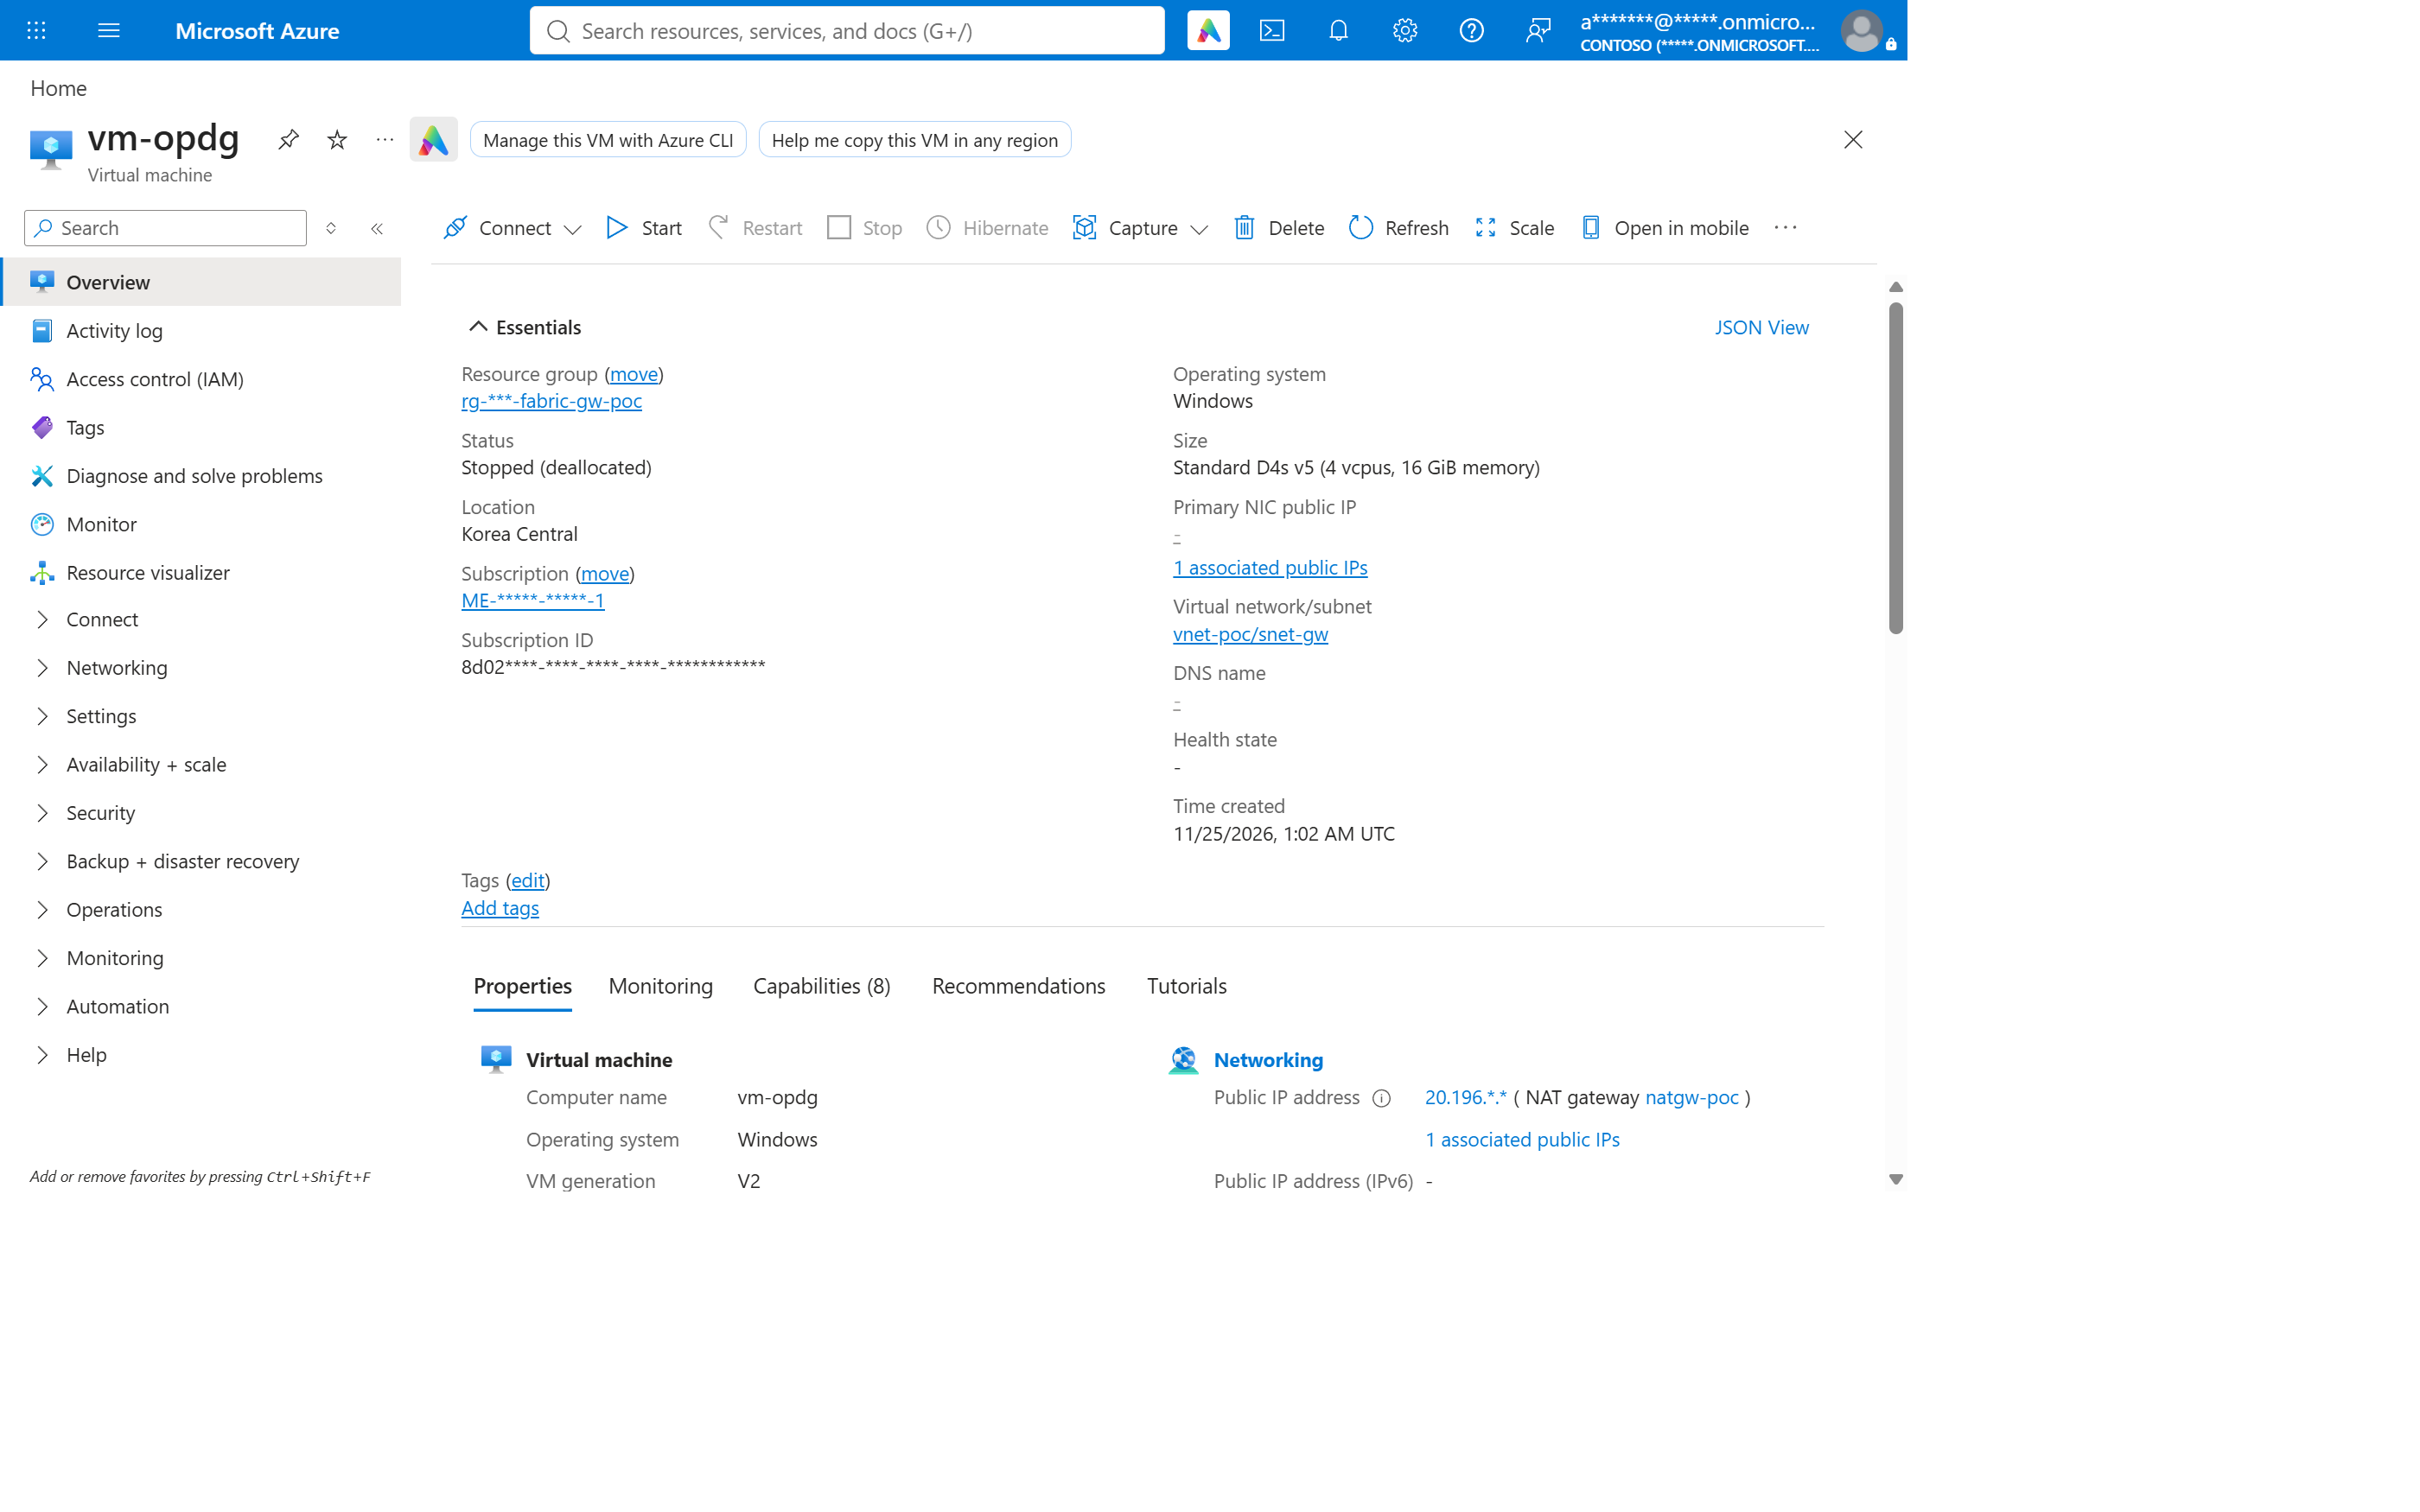 Microsoft Azure
Search resources, services, and docs (G+/)
a*******@*****.onmicro...
CONTOSO (*****.ONMICROSOFT....
Home
vm-opdg
Virtual machine
Manage this VM with Azure CLI
Help me copy this VM in any region
Search
Connect
Start
Restart
Stop
Hibernate
Capture
Delete
Refresh
Scale
Open in mobile
Overview
Activity log
Access control (IAM)
Tags
Diagnose and solve problems
Monitor
Resource visualizer
Connect
Networking
Settings
Availability + scale
Security
Backup + disaster recovery
Operations
Monitoring
Automation
Help
Add or remove favorites by pressing Ctrl+Shift+F
Essentials
JSON View
Resource group (move)
rg-***-fabric-gw-poc
Status
Stopped (deallocated)
Location
Korea Central
Subscription (move)
ME-*****-*****-1
Subscription ID
8d02****-****-****-****-************
Operating system
Windows
Size
Standard D4s v5 (4 vcpus, 16 GiB memory)
Primary NIC public IP
-
1 associated public IPs
Virtual network/subnet
vnet-poc/snet-gw
DNS name
-
Health state
-
Time created
11/25/2026, 1:02 AM UTC
Tags (edit)
Add tags
Properties
Monitoring
Capabilities (8)
Recommendations
Tutorials
Virtual machine
Computer name vm-opdg
Operating system Windows
VM generation V2
Networking
Public IP address 20.196.*.* ( NAT gateway natgw-poc )
1 associated public IPs
Public IP address (IPv6) -